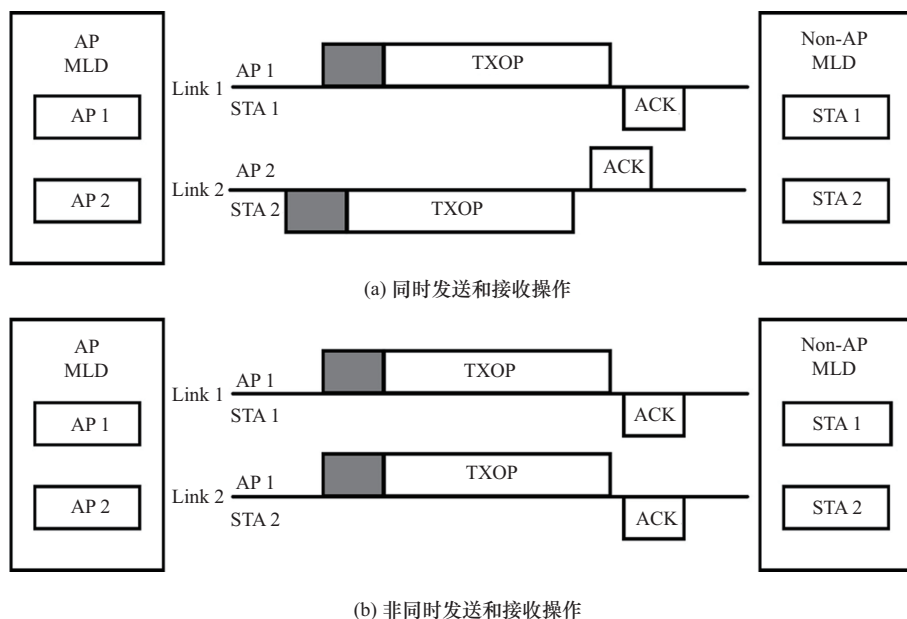 AP
MLD
AP 1
AP 2
Link 1
AP 1
STA 1
TXOP
ACK
Link 2
AP 2
STA 2
TXOP
ACK
Non-AP
MLD
STA 1
STA 2
(a) 同时发送和接收操作
AP
MLD
AP 1
AP 2
Link 1
AP 1
STA 1
TXOP
ACK
Link 2
AP 1
STA 2
TXOP
ACK
Non-AP
MLD
STA 1
STA 2
(b) 非同时发送和接收操作